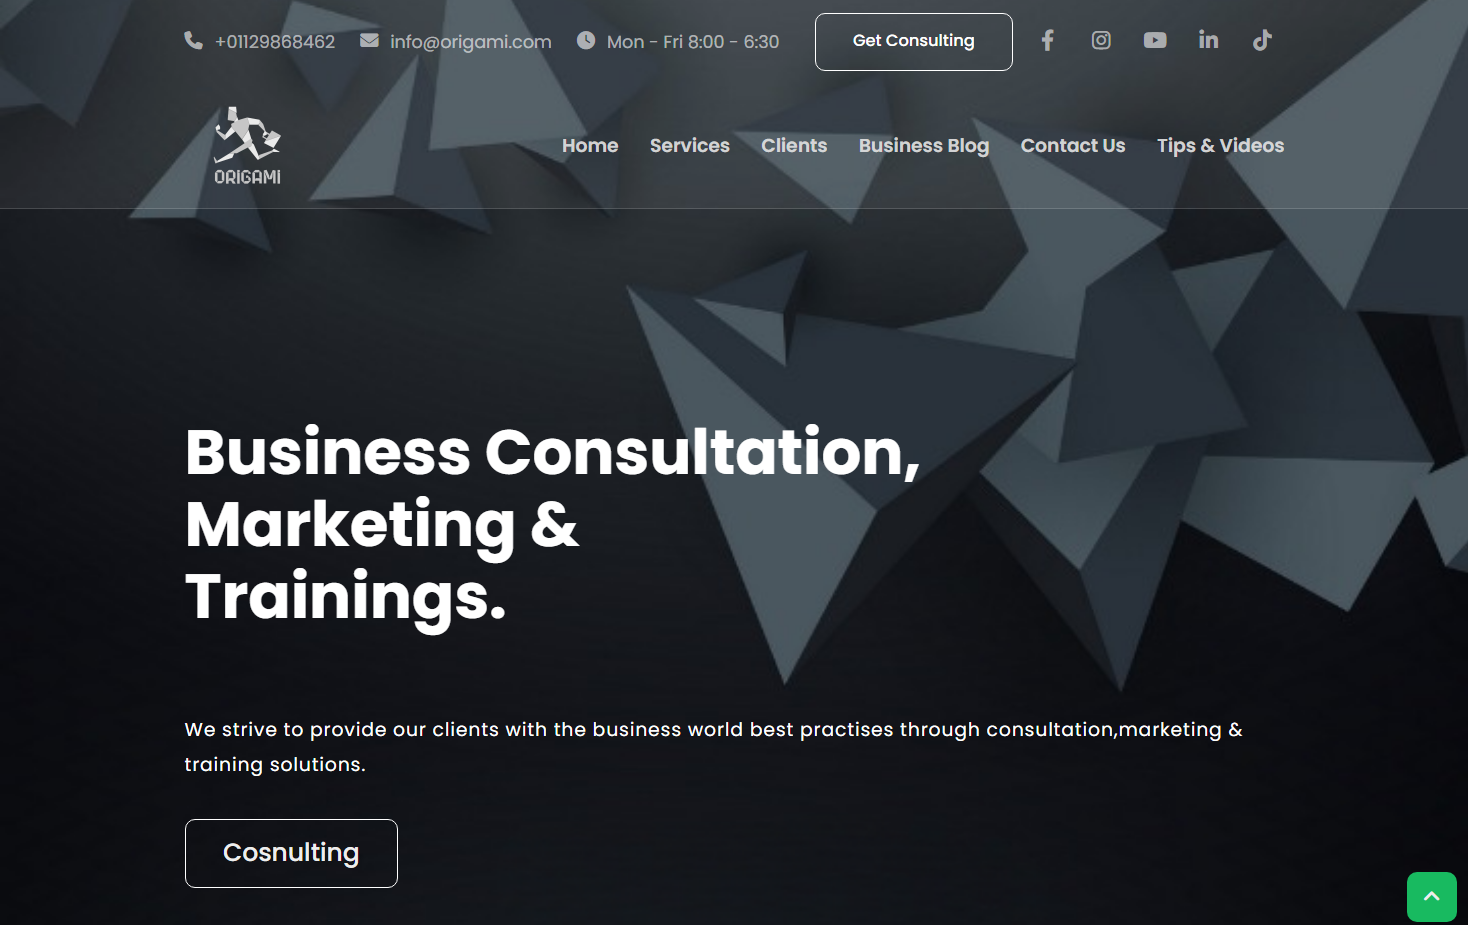 +01129868462 info@origami.com Mon - Fri 8:00 - 6:30 Get Consulting
ORIGAMI
Home Services Clients Business Blog Contact Us Tips & Videos
Business Consultation,
Marketing &
Trainings.
We strive to provide our clients with the business world best practises through consultation,marketing &
training solutions.
Cosnulting